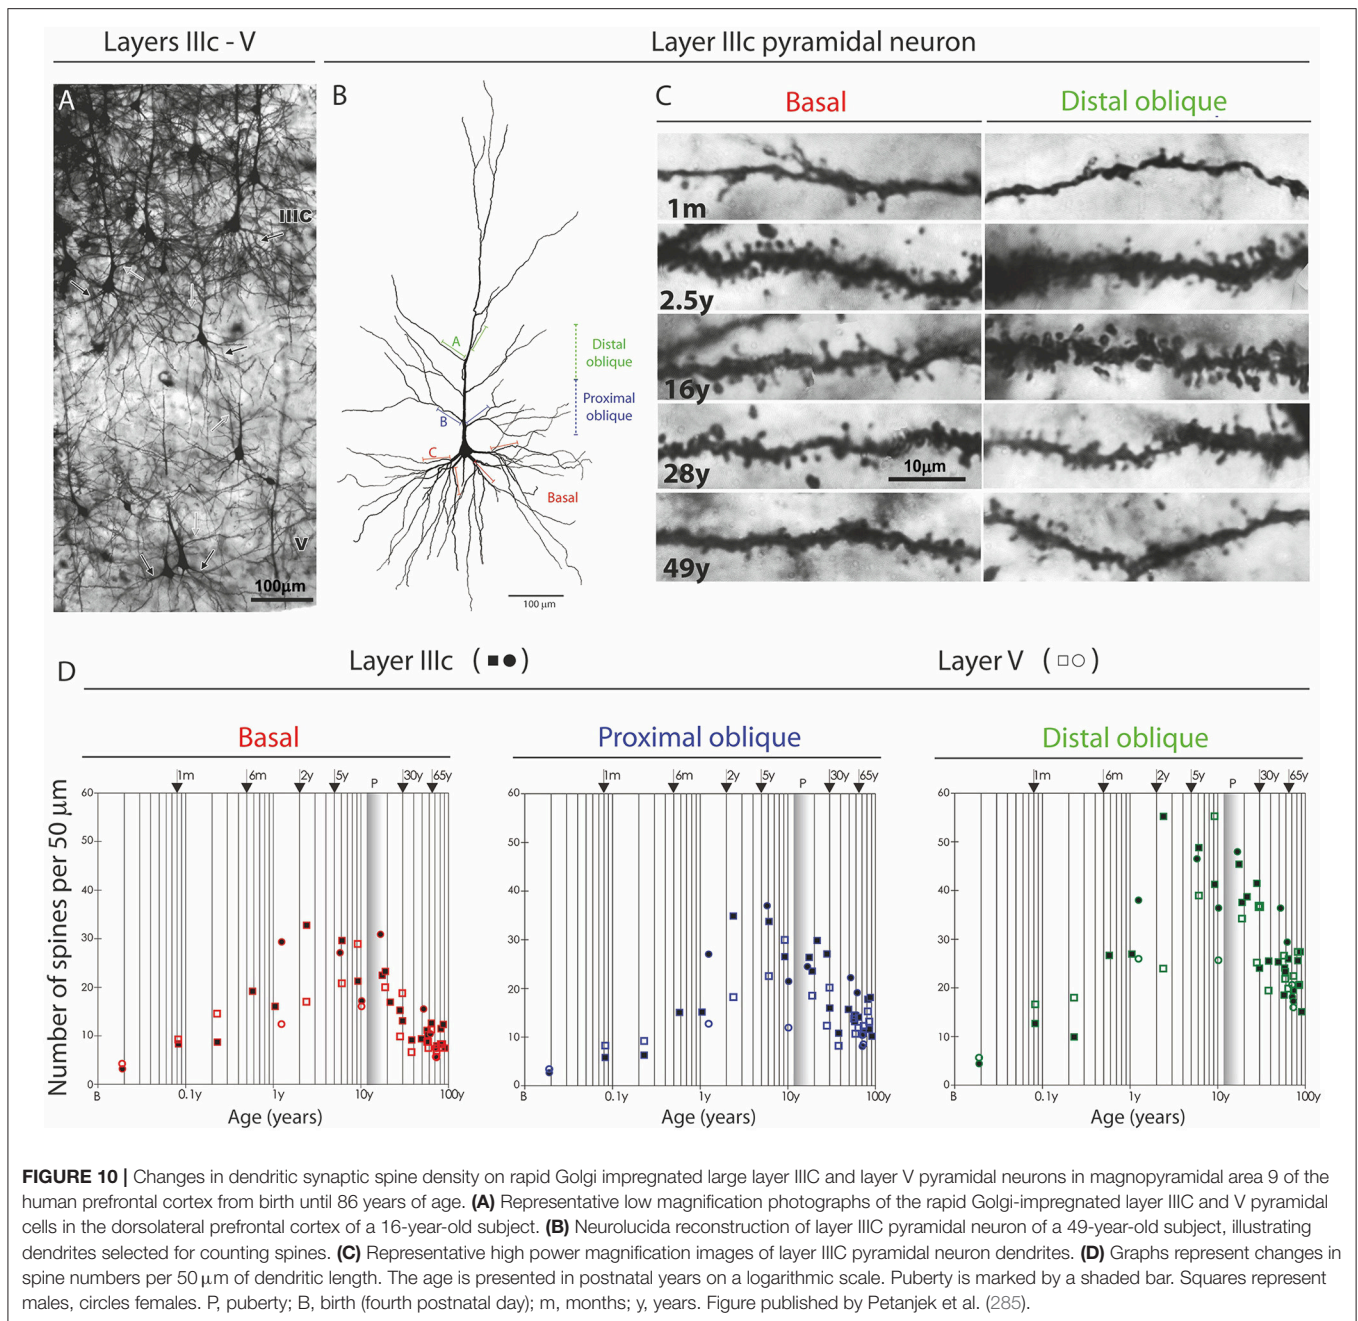 Layers IIIc - V
Layer IIIc pyramidal neuron
A
IIIC
V
100µm
B
A
B
C
Distal
oblique
Proximal
oblique
Basal
100 µm
C
Basal
Distal oblique
1m
2.5y
16y
28y
10µm
49y
D
Layer IIIc (■●)
Layer V (□○)
Basal
Proximal oblique
Distal oblique
Number of spines per 50 µm
1m 6m 2y 5y P 30y 65y
60
50
40
30
20
10
0
B 0.1y 1y 10y 100y
Age (years)
1m 6m 2y 5y P 30y 65y
60
50
40
30
20
10
0
B 0.1y 1y 10y 100y
Age (years)
1m 6m 2y 5y P 30y 65y
60
50
40
30
20
10
0
B 0.1y 1y 10y 100y
Age (years)
FIGURE 10 | Changes in dendritic synaptic spine density on rapid Golgi impregnated large layer IIIC and layer V pyramidal neurons in magnopyramidal area 9 of the
human prefrontal cortex from birth until 86 years of age. (A) Representative low magnification photographs of the rapid Golgi-impregnated layer IIIC and V pyramidal
cells in the dorsolateral prefrontal cortex of a 16-year-old subject. (B) Neurolucida reconstruction of layer IIIC pyramidal neuron of a 49-year-old subject, illustrating
dendrites selected for counting spines. (C) Representative high power magnification images of layer IIIC pyramidal neuron dendrites. (D) Graphs represent changes in
spine numbers per 50 µm of dendritic length. The age is presented in postnatal years on a logarithmic scale. Puberty is marked by a shaded bar. Squares represent
males, circles females. P, puberty; B, birth (fourth postnatal day); m, months; y, years. Figure published by Petanjek et al. (285).